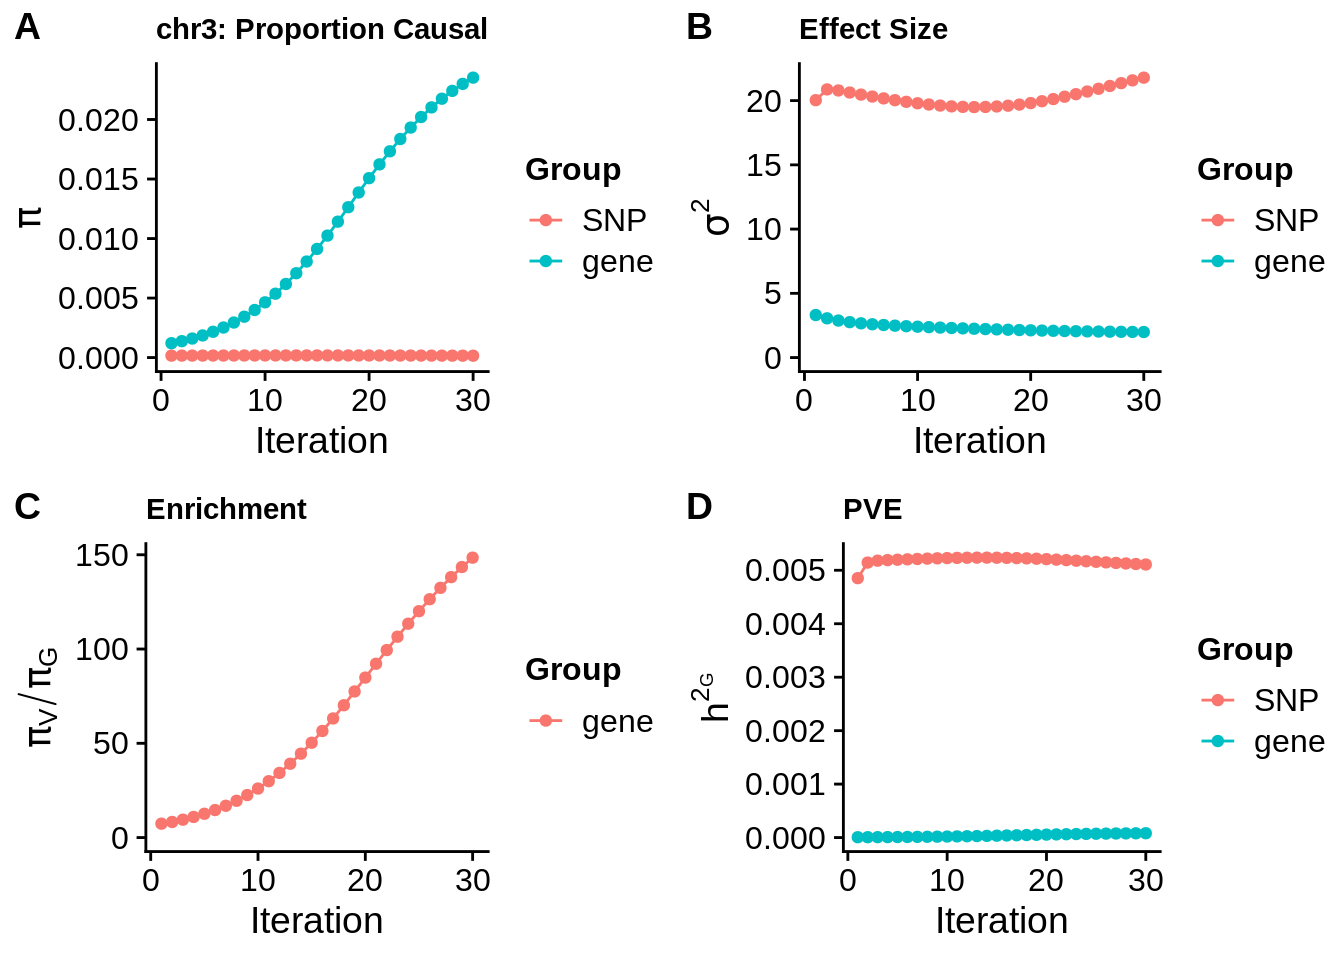 A
chr3: Proportion Causal
0.020
0.015
0.010
0.005
0.000
π
0 10 20 30
Iteration
Group
SNP
gene
B
Effect Size
20
15
10
5
0
σ²
0 10 20 30
Iteration
Group
SNP
gene
C
Enrichment
150
100
50
0
πV/πG
0 10 20 30
Iteration
Group
gene
D
PVE
0.005
0.004
0.003
0.002
0.001
0.000
h²G
0 10 20 30
Iteration
Group
SNP
gene